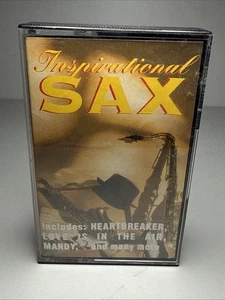 Inspirational
SAX
Includes: HEARTBREAKER,
LOVE IS IN THE AIR,
MANDY, and many more